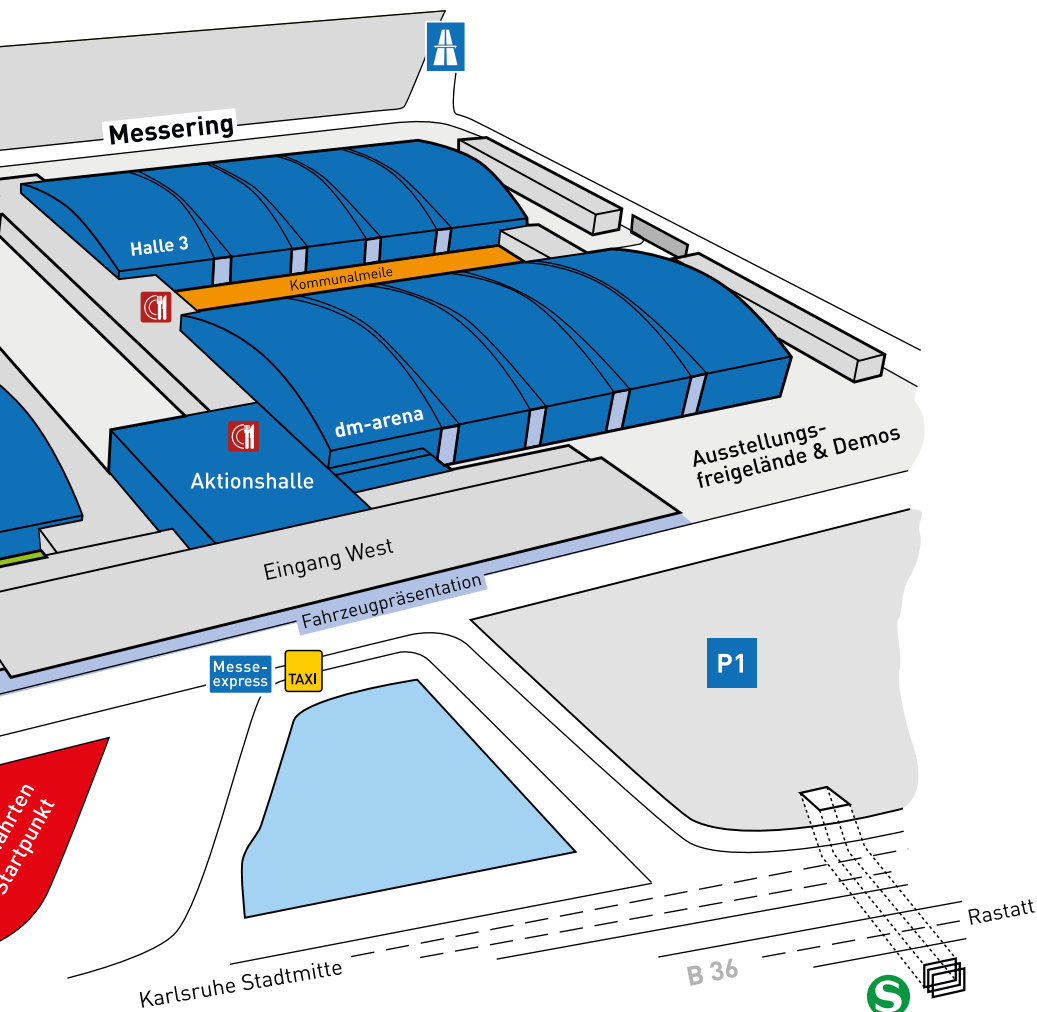 Messering
Halle 3
Kommunalmeile
dm-arena
Ausstellungs-
freigelände & Demos
Aktionshalle
Eingang West
Fahrzeugpräsentation
Messe-
express
TAXI
P1
Startpunkt
Rastatt
B 36
Karlsruhe Stadtmitte
S